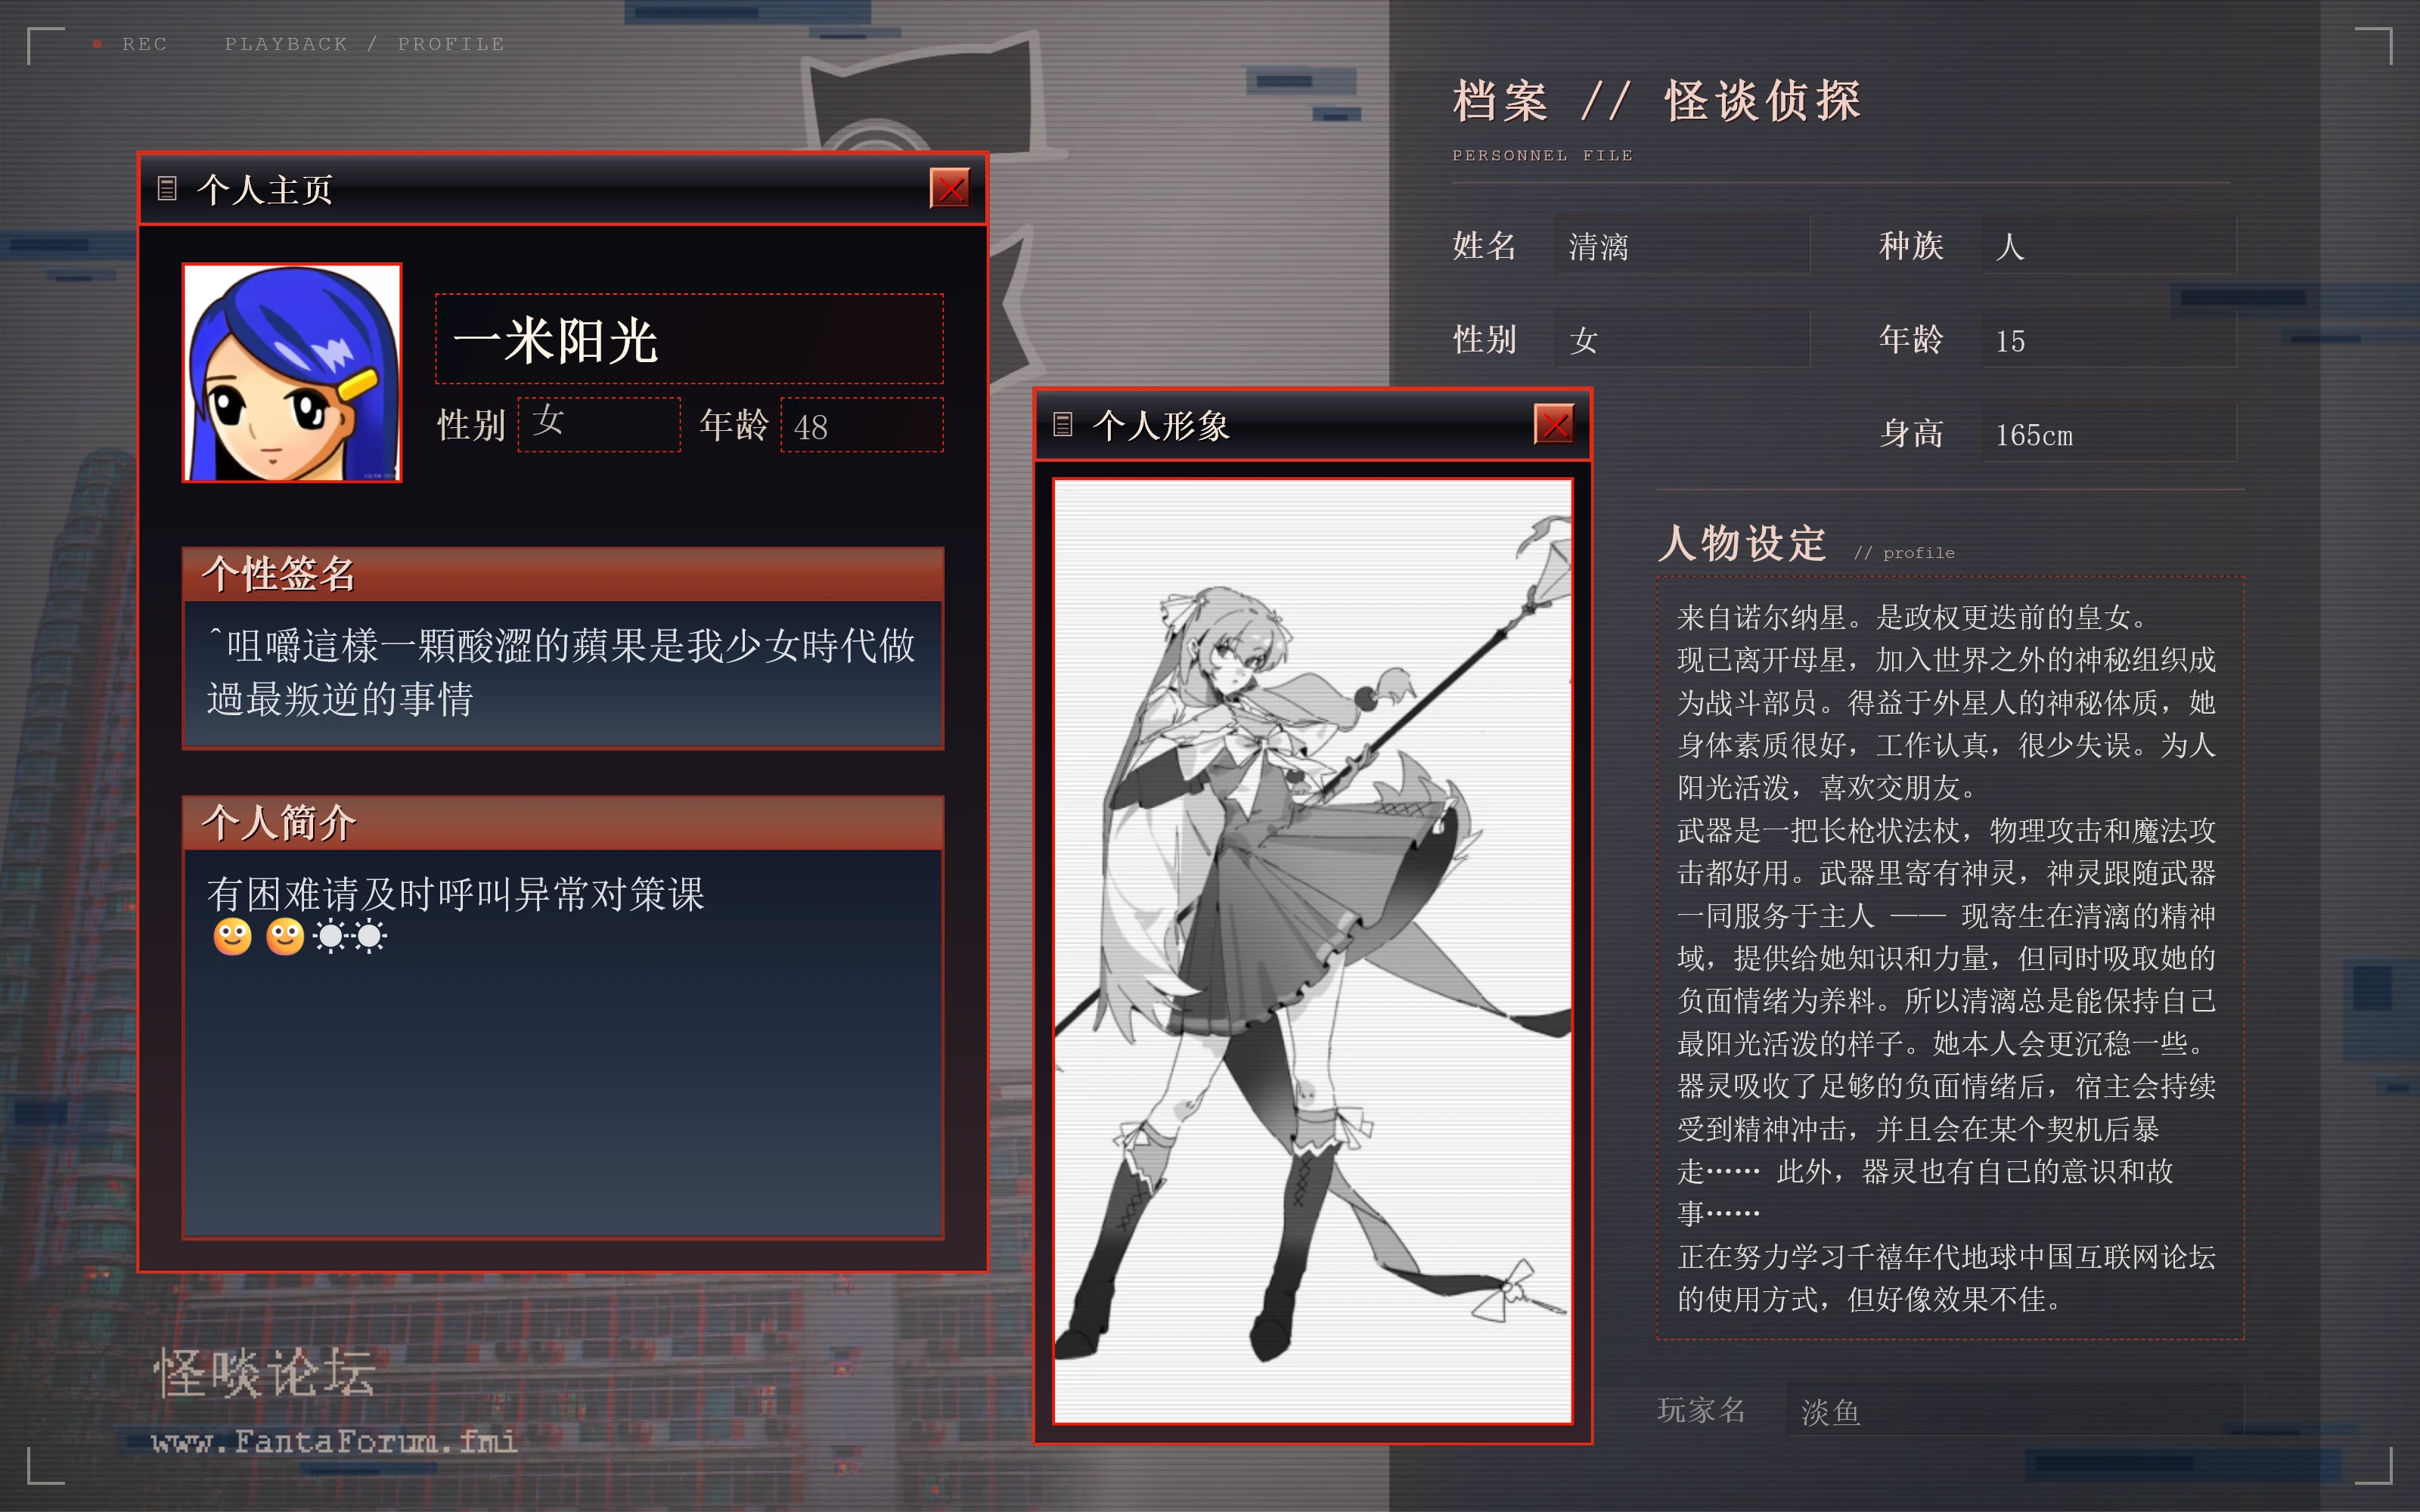 REC PLAYBACK / PROFILE
个人主页
一米阳光
性别 女 年龄 48
个性签名
ˆ咀嚼這樣一顆酸澀的蘋果是我少女時代做
過最叛逆的事情
个人简介
有困难请及时呼叫异常对策课
🙂 🙂☀☀
怪啖论坛
www.FantaForum.fmi
个人形象
档案 // 怪谈侦探
PERSONNEL FILE
姓名 清漓 种族 人
性别 女 年龄 15
身高 165cm
人物设定 // profile
来自诺尔纳星。是政权更迭前的皇女。
现已离开母星，加入世界之外的神秘组织成
为战斗部员。得益于外星人的神秘体质，她
身体素质很好，工作认真，很少失误。为人
阳光活泼，喜欢交朋友。
武器是一把长枪状法杖，物理攻击和魔法攻
击都好用。武器里寄有神灵，神灵跟随武器
一同服务于主人 —— 现寄生在清漓的精神
域，提供给她知识和力量，但同时吸取她的
负面情绪为养料。所以清漓总是能保持自己
最阳光活泼的样子。她本人会更沉稳一些。
器灵吸收了足够的负面情绪后，宿主会持续
受到精神冲击，并且会在某个契机后暴
走…… 此外，器灵也有自己的意识和故
事……
正在努力学习千禧年代地球中国互联网论坛
的使用方式，但好像效果不佳。
玩家名 淡鱼